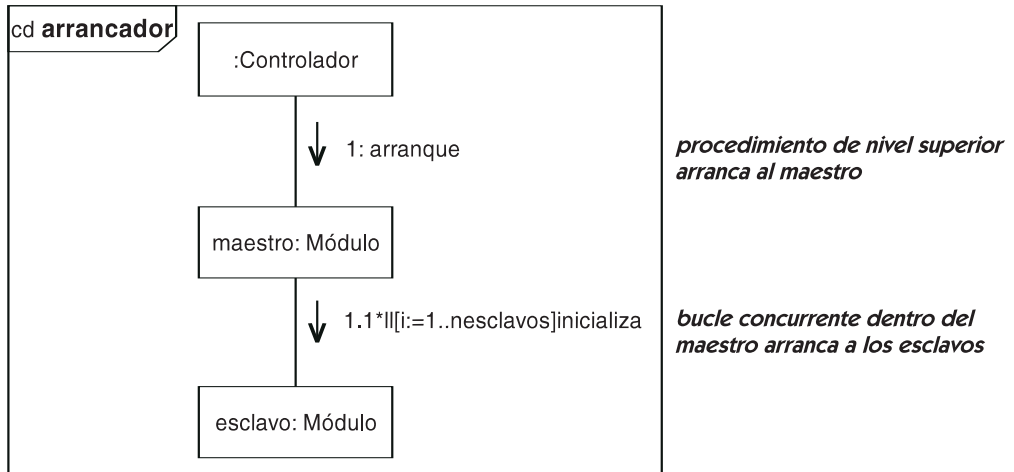 cd arrancador
:Controlador
1: arranque
procedimiento de nivel superior
arranca al maestro
maestro: Módulo
1.1*ll[i:=1..nesclavos]inicializa
bucle concurrente dentro del
maestro arranca a los esclavos
esclavo: Módulo